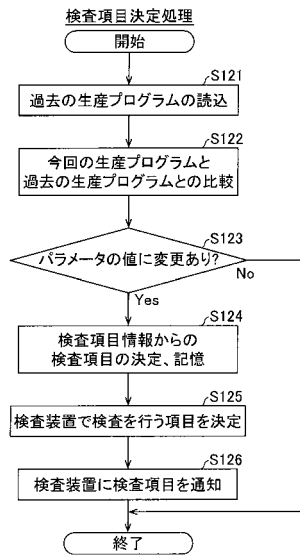 検査項目決定処理
開始
S121
過去の生産プログラムの読込
S122
今回の生産プログラムと
過去の生産プログラムとの比較
S123
パラメータの値に変更あり?
No
Yes
S124
検査項目情報からの
検査項目の決定、記憶
S125
検査装置で検査を行う項目を決定
S126
検査装置に検査項目を通知
終了